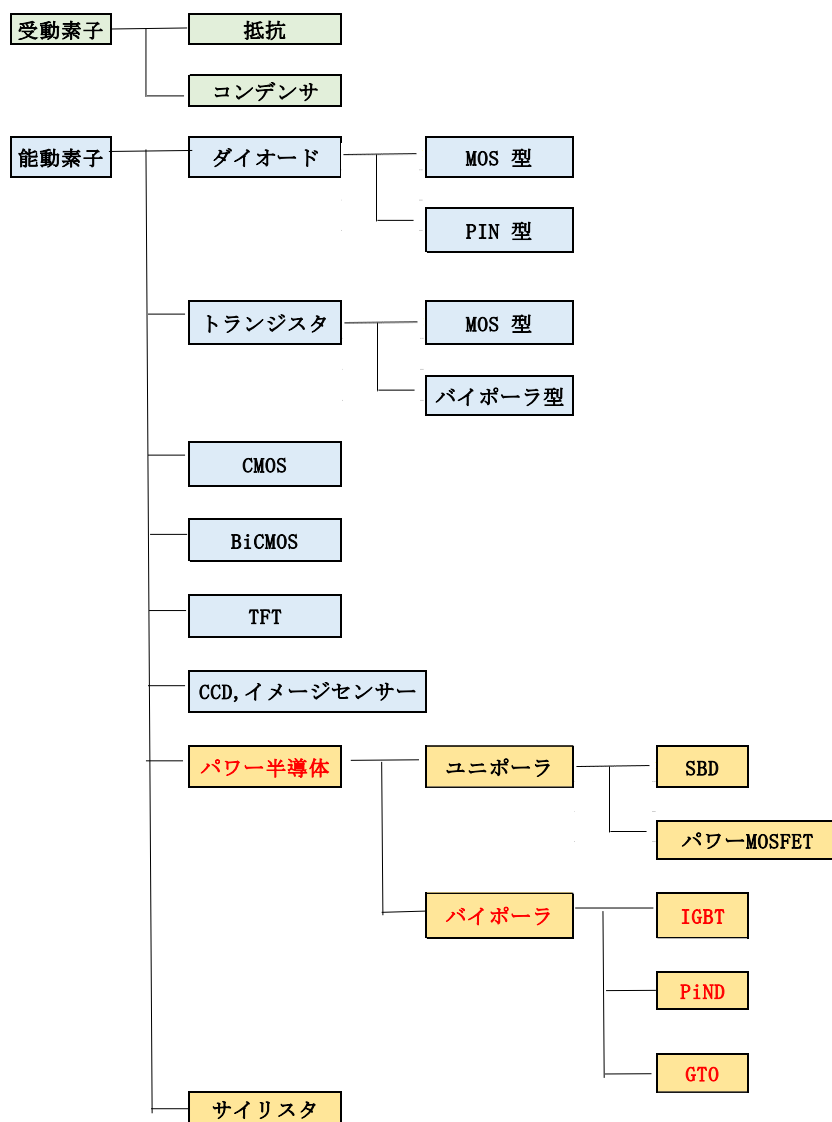 受動素子
抵抗
コンデンサ
能動素子
ダイオード
MOS 型
PIN 型
トランジスタ
MOS 型
バイポーラ型
CMOS
BiCMOS
TFT
CCD,イメージセンサー
パワー半導体
ユニポーラ
SBD
パワーMOSFET
バイポーラ
IGBT
PiND
GTO
サイリスタ